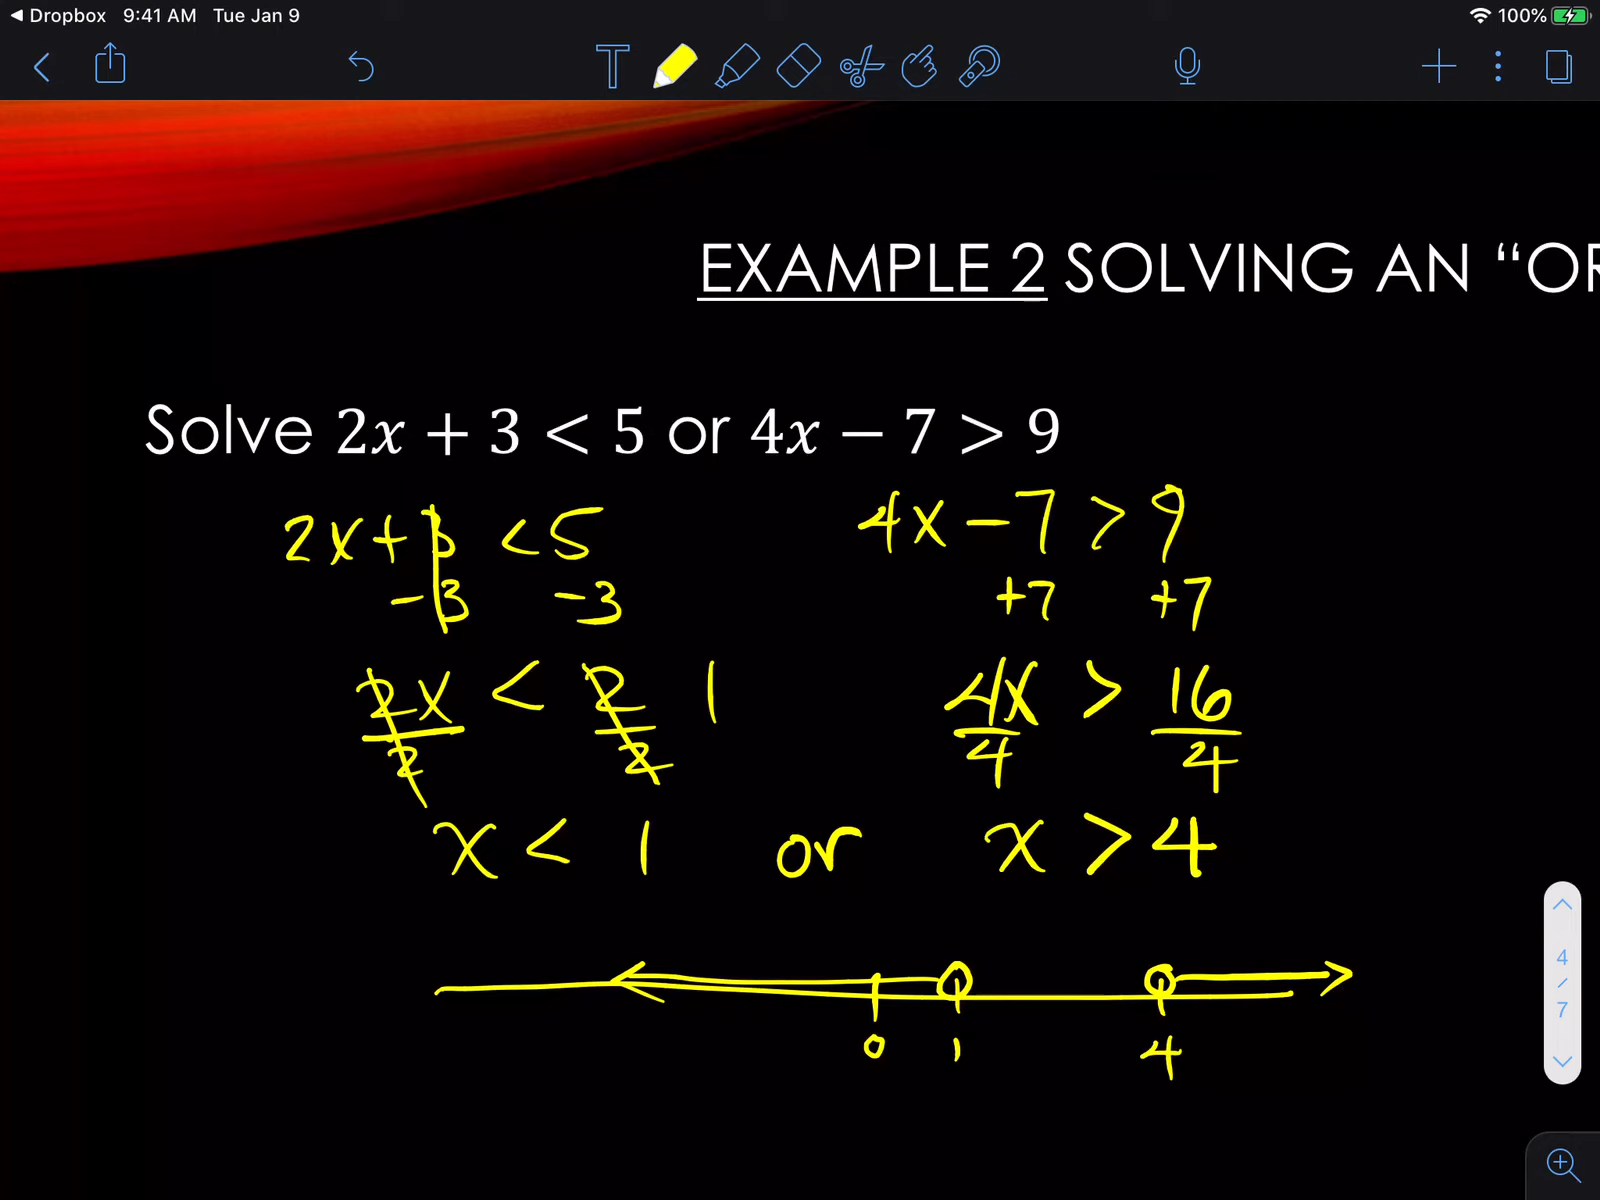 Dropbox 9:41 AM Tue Jan 9 100%
T
EXAMPLE 2 SOLVING AN “OR
Solve 2x + 3 < 5 or 4x − 7 > 9
2x+3 < 5 4x − 7 > 9
−3 −3 +7 +7
2x < 2 1 4x > 16
2 2 4 4
x < 1 or x > 4
0 1 4
4 / 7